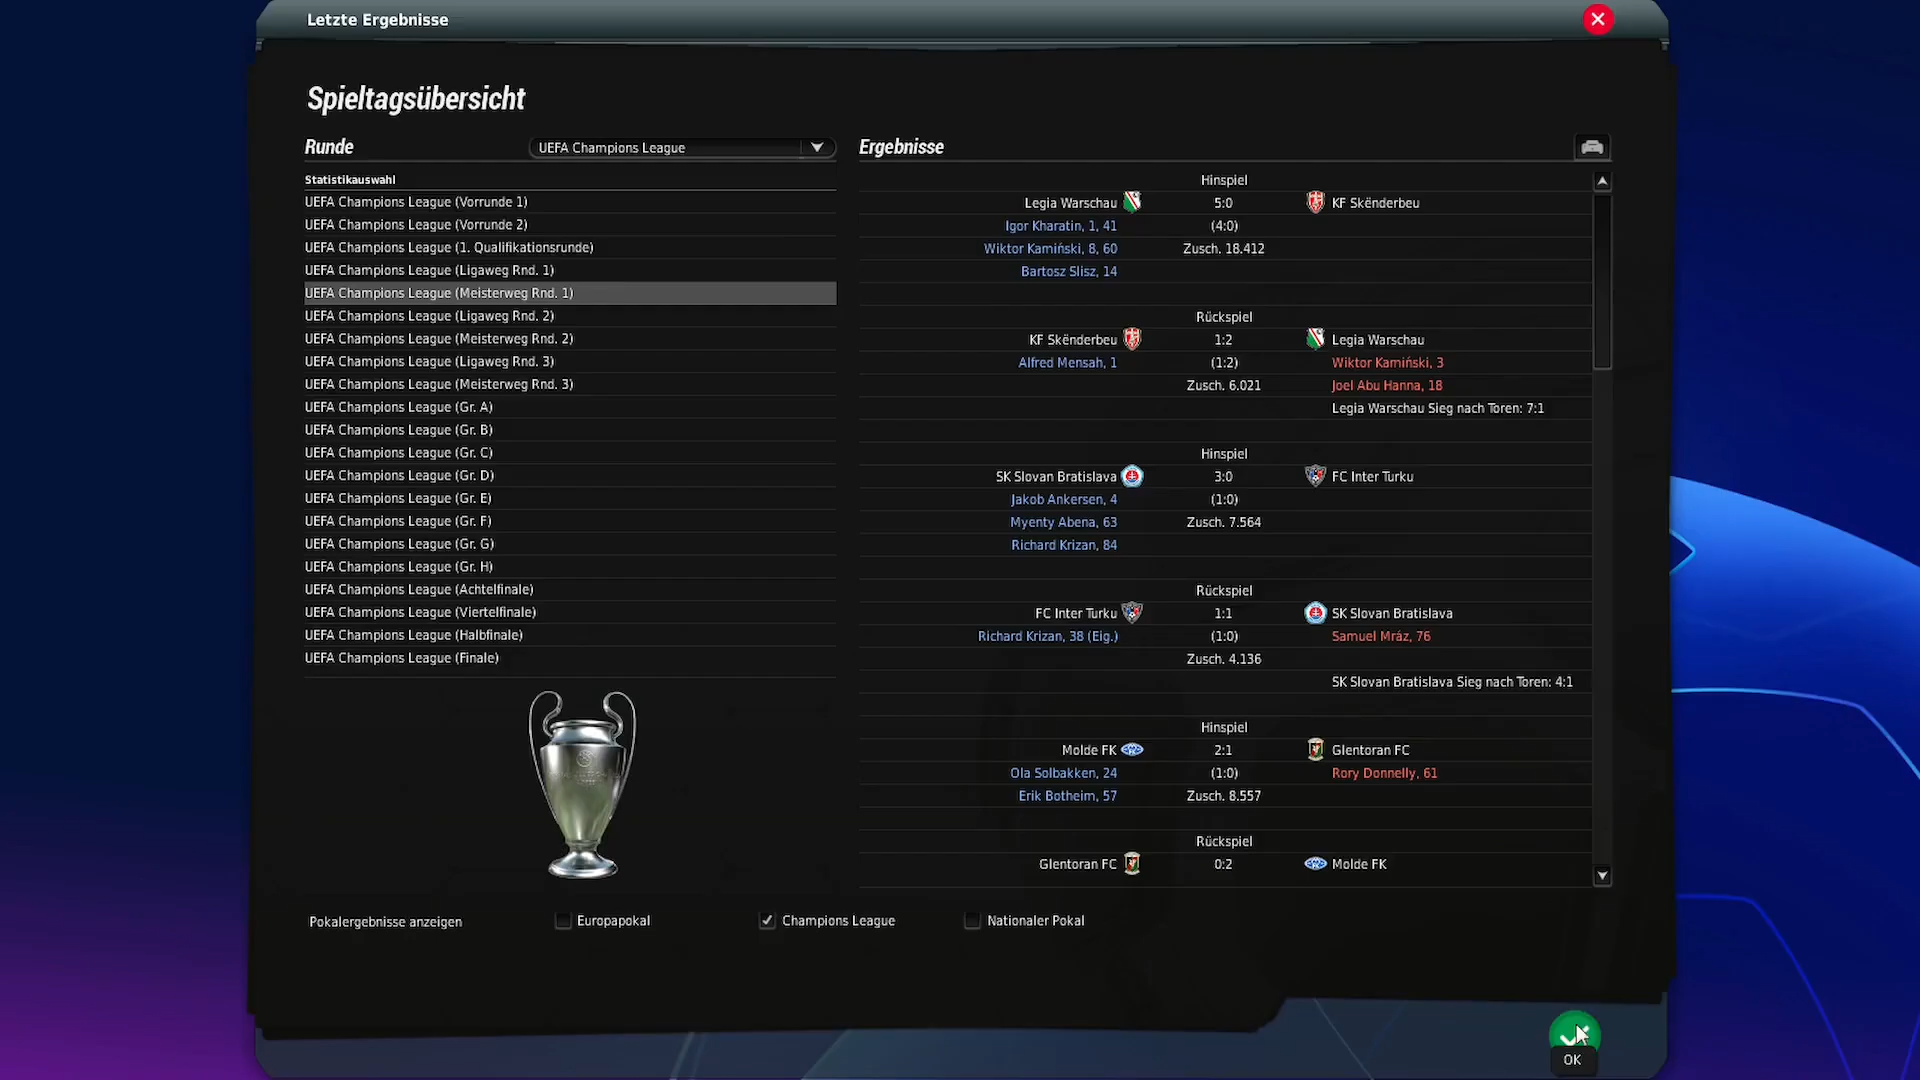 Letzte Ergebnisse
Spieltagsübersicht
Runde
UEFA Champions League
Statistikauswahl
UEFA Champions League (Vorrunde 1)
UEFA Champions League (Vorrunde 2)
UEFA Champions League (1. Qualifikationsrunde)
UEFA Champions League (Ligaweg Rnd. 1)
UEFA Champions League (Meisterweg Rnd. 1)
UEFA Champions League (Ligaweg Rnd. 2)
UEFA Champions League (Meisterweg Rnd. 2)
UEFA Champions League (Ligaweg Rnd. 3)
UEFA Champions League (Meisterweg Rnd. 3)
UEFA Champions League (Gr. A)
UEFA Champions League (Gr. B)
UEFA Champions League (Gr. C)
UEFA Champions League (Gr. D)
UEFA Champions League (Gr. E)
UEFA Champions League (Gr. F)
UEFA Champions League (Gr. G)
UEFA Champions League (Gr. H)
UEFA Champions League (Achtelfinale)
UEFA Champions League (Viertelfinale)
UEFA Champions League (Halbfinale)
UEFA Champions League (Finale)
Ergebnisse
Hinspiel
Legia Warschau 5:0 KF Skënderbeu
Igor Kharatin, 1, 41 (4:0)
Wiktor Kamiński, 8, 60 Zusch. 18.412
Bartosz Slisz, 14
Rückspiel
KF Skënderbeu 1:2 Legia Warschau
Alfred Mensah, 1 (1:2) Wiktor Kamiński, 3
Zusch. 6.021 Joel Abu Hanna, 18
Legia Warschau Sieg nach Toren: 7:1
Hinspiel
SK Slovan Bratislava 3:0 FC Inter Turku
Jakob Ankersen, 4 (1:0)
Myenty Abena, 63 Zusch. 7.564
Richard Krizan, 84
Rückspiel
FC Inter Turku 1:1 SK Slovan Bratislava
Richard Krizan, 38 (Eig.) (1:0) Samuel Mráz, 76
Zusch. 4.136
SK Slovan Bratislava Sieg nach Toren: 4:1
Hinspiel
Molde FK 2:1 Glentoran FC
Ola Solbakken, 24 (1:0) Rory Donnelly, 61
Erik Botheim, 57 Zusch. 8.557
Rückspiel
Glentoran FC 0:2 Molde FK
Pokalergebnisse anzeigen Europapokal Champions League Nationaler Pokal
OK